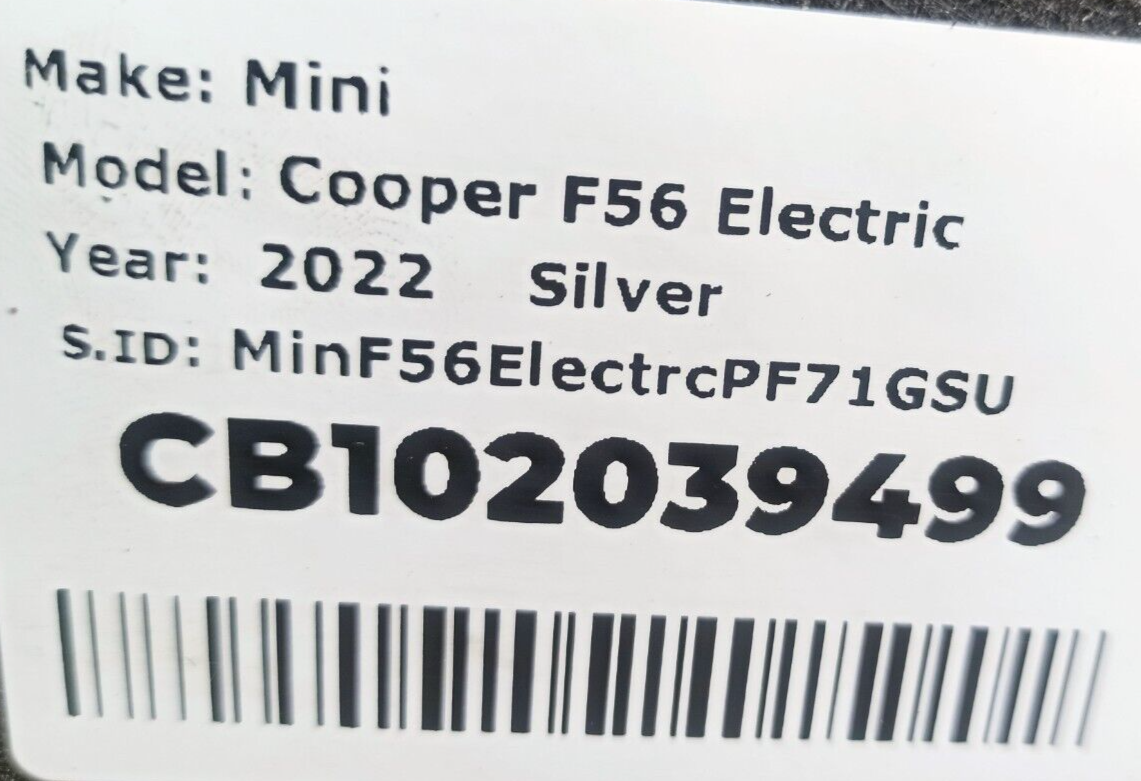 Make: Mini
Model: Cooper F56 Electric
Year: 2022 Silver
S.ID: MinF56ElectrcPF71GSU
CB102039499